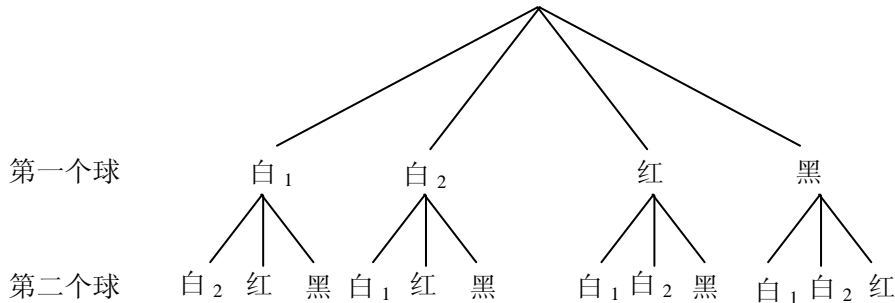 第一个球 白1 白2 红 黑
第二个球 白2 红 黑 白1 红 黑 白1 白2 黑 白1 白2 红